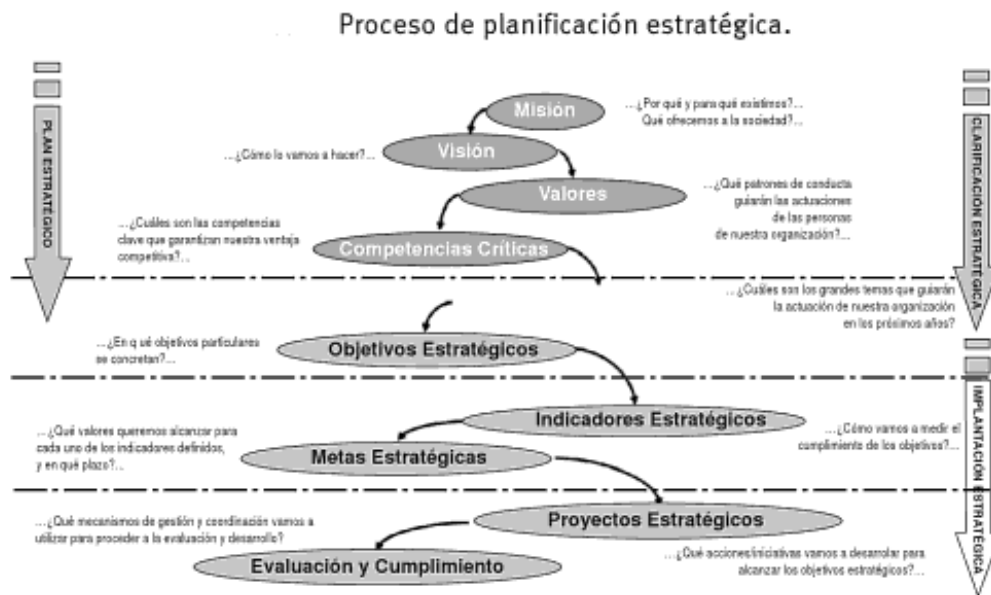 Proceso de planificación estratégica.
PLAN ESTRATÉGICO
CLARIFICACIÓN ESTRATÉGICA
Misión
...¿Por qué y para qué existimos?...
Qué ofrecemos a la sociedad?...
Visión
...¿Cómo lo vamos a hacer?...
Valores
...¿Qué patrones de conducta
guiarán las actuaciones
de las personas
de nuestra organización?...
...¿Cuáles son las competencias
clave que garantizan nuestra ventaja
competitiva?...
Competencias Críticas
...¿Cuáles son los grandes temas que guiarán
la actuación de nuestra organización
en los próximos años?
...¿En q ué objetivos particulares
se concretan?...
Objetivos Estratégicos
IMPLANTACIÓN ESTRATÉGICA
Indicadores Estratégicos
...¿Cómo vamos a medir el
cumplimiento de los objetivos?...
...¿Qué valores queremos alcanzar para
cada uno de los indicadores definidos,
y en qué plazo?...
Metas Estratégicas
Proyectos Estratégicos
...¿Qué mecanismos de gestión y coordinación vamos a
utilizar para proceder a la evaluación y desarrollo?
...¿Qué acciones/iniciativas vamos a desarrolar para
alcanzar los objetivos estratégicos?...
Evaluación y Cumplimiento